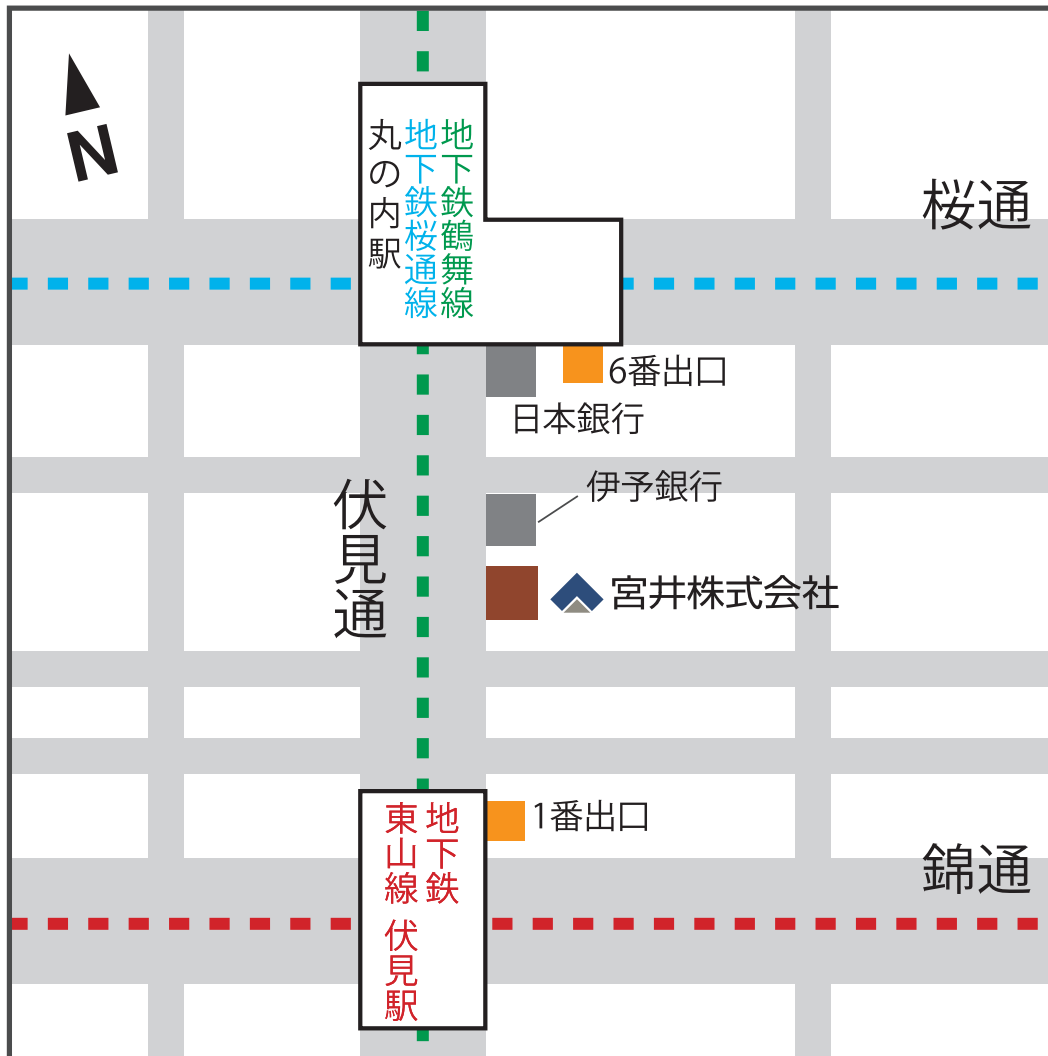 N
丸の内駅
地下鉄桜通線
地下鉄鶴舞線
桜通
6番出口
日本銀行
伊予銀行
伏見通
宮井株式会社
1番出口
地下鉄
東山線 伏見駅
錦通